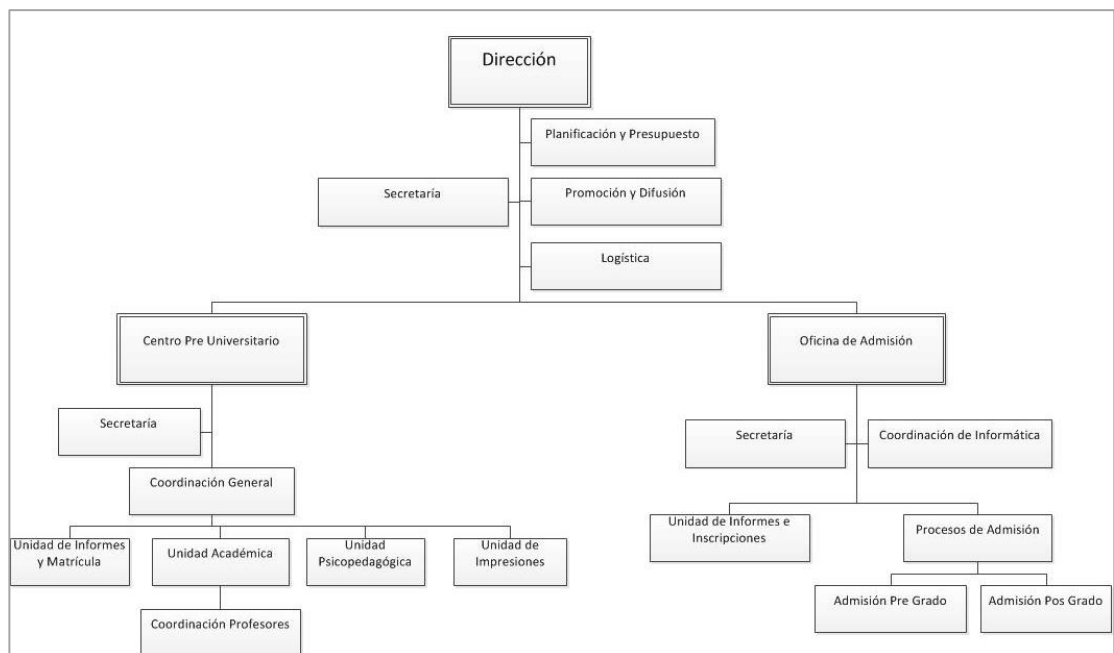 Dirección
Planificación y Presupuesto
Secretaría
Promoción y Difusión
Logística
Centro Pre Universitario
Oficina de Admisión
Secretaría
Secretaría
Coordinación de Informática
Coordinación General
Unidad de Informes
y Matrícula
Unidad Académica
Unidad
Psicopedagógica
Unidad de
Impresiones
Unidad de Informes e
Inscripciones
Procesos de Admisión
Coordinación Profesores
Admisión Pre Grado
Admisión Pos Grado